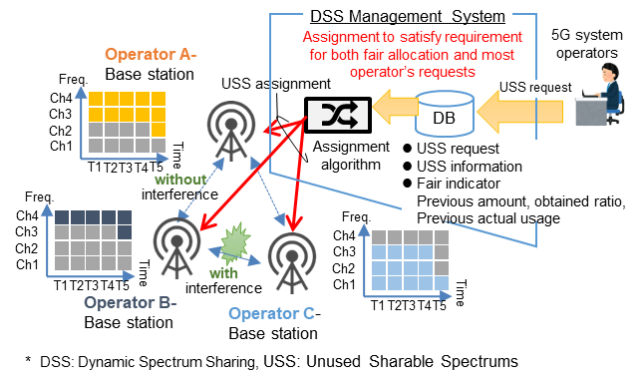 DSS Management System
Assignment to satisfy requirement
for both fair allocation and most
operator's requests
5G system
operators
USS request
DB
Assignment
algorithm
● USS request
● USS information
● Fair indicator
Previous amount, obtained ratio,
Previous actual usage
USS assignment
Operator A-
Base station
Freq.
Ch4
Ch3
Ch2
Ch1
T1 T2 T3 T4 T5
Time
without
interference
with
interference
Freq.
Ch4
Ch3
Ch2
Ch1
T1 T2 T3 T4 T5
Time
Operator B-
Base station
Operator C-
Base station
Freq.
Ch4
Ch3
Ch2
Ch1
T1 T2 T3 T4 T5
Time
* DSS: Dynamic Spectrum Sharing, USS: Unused Sharable Spectrums